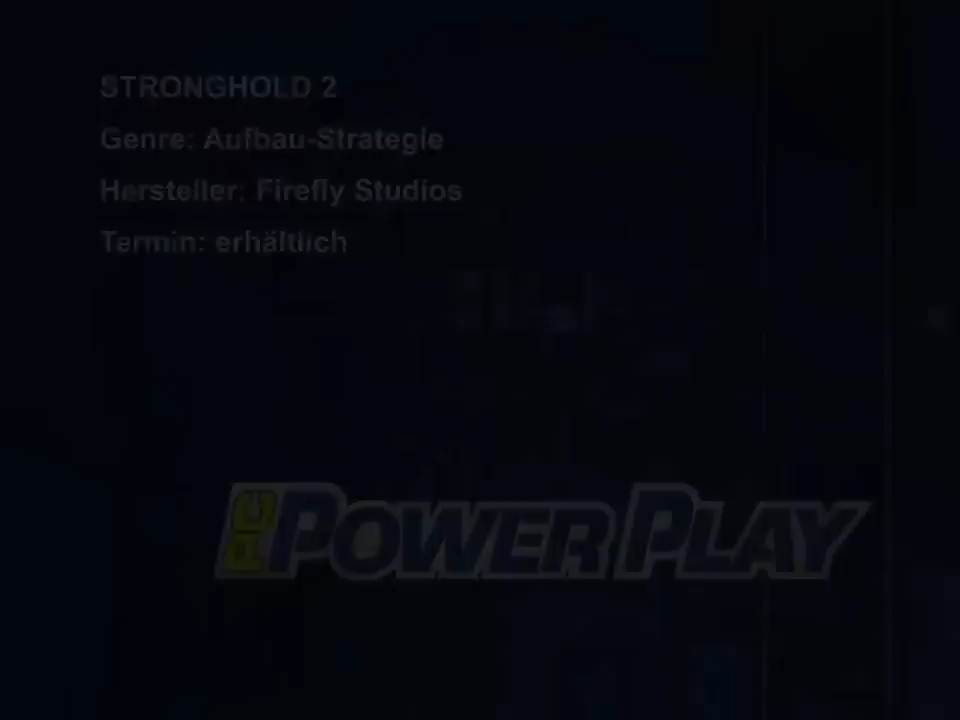 STRONGHOLD 2
Genre: Aufbau-Strategie
Hersteller: Firefly Studios
Termin: erhältlich
PC POWERPLAY